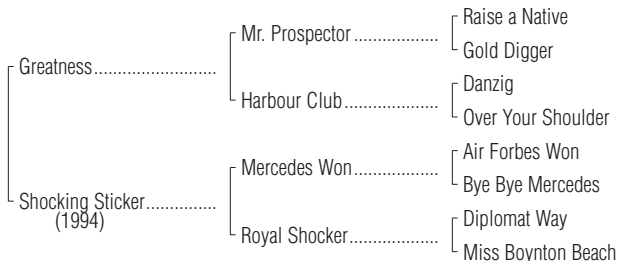 Raise a Native
Mr. Prospector..................
Gold Digger
Greatness..........................
Danzig
Harbour Club....................
Over Your Shoulder
Air Forbes Won
Mercedes Won..................
Bye Bye Mercedes
Shocking Sticker...............
(1994)
Diplomat Way
Royal Shocker...................
Miss Boynton Beach